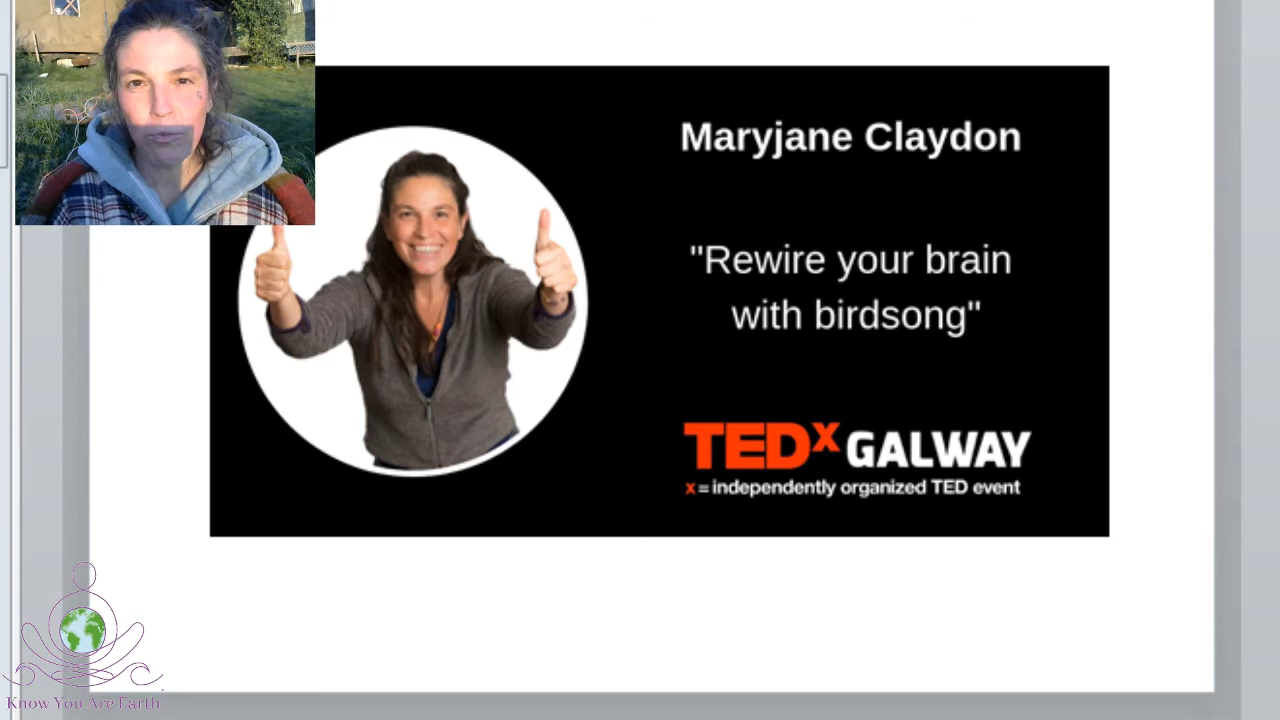 Maryjane Claydon
"Rewire your brain
with birdsong"
TEDx GALWAY
x = independently organized TED event
Know You Are Earth